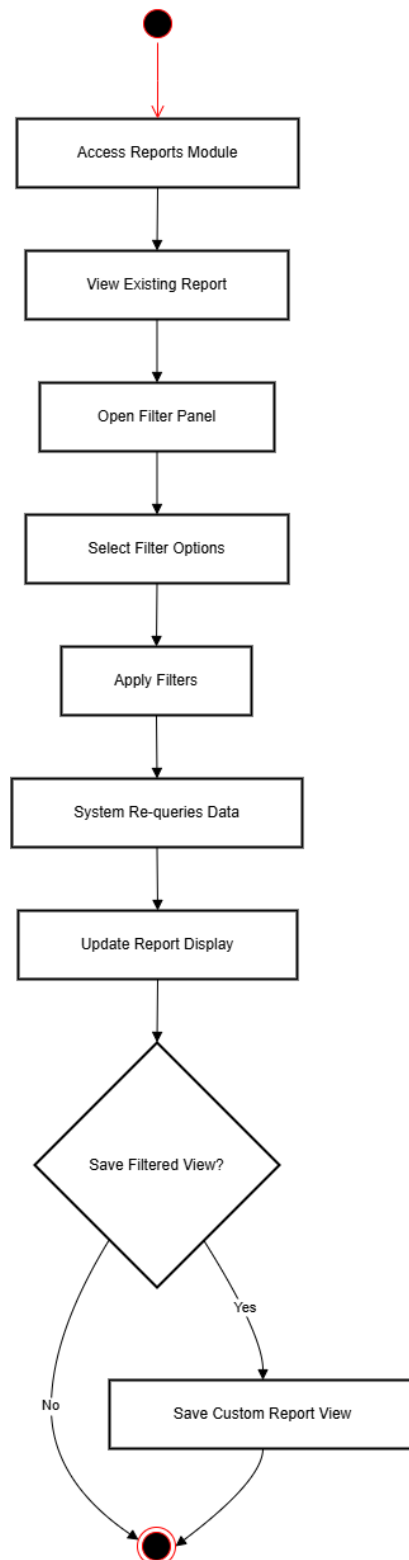 Access Reports Module
View Existing Report
Open Filter Panel
Select Filter Options
Apply Filters
System Re-queries Data
Update Report Display
Save Filtered View?
Yes
No
Save Custom Report View